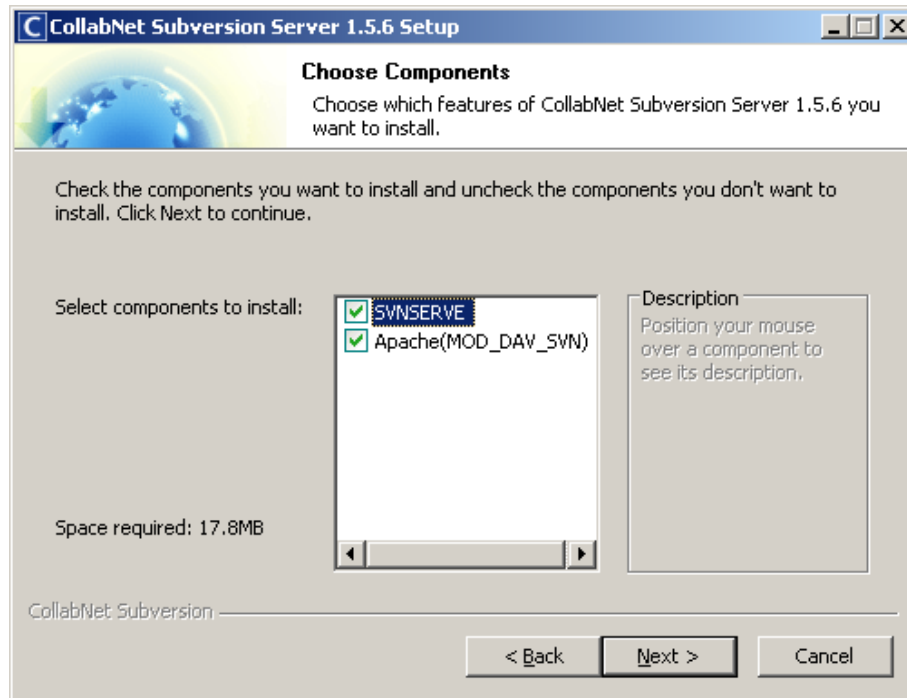 CollabNet Subversion Server 1.5.6 Setup
Choose Components
Choose which features of CollabNet Subversion Server 1.5.6 you
want to install.
Check the components you want to install and uncheck the components you don't want to
install. Click Next to continue.
Select components to install:
SVNSERVE
Apache(MOD_DAV_SVN)
Description
Position your mouse
over a component to
see its description.
Space required: 17.8MB
CollabNet Subversion
< Back
Next >
Cancel